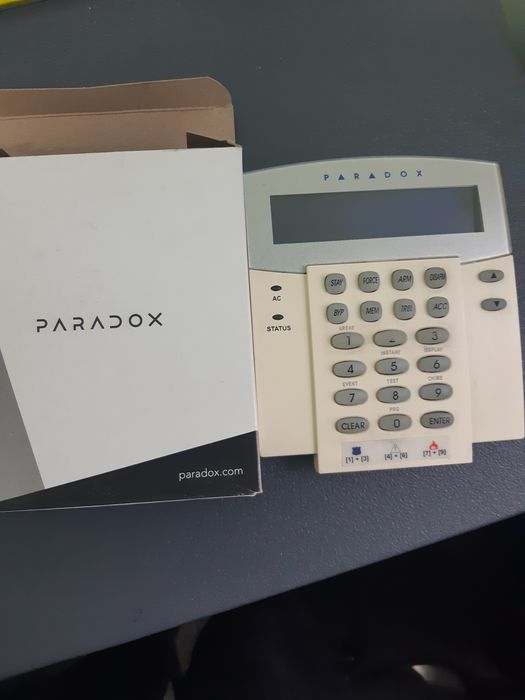 PARADOX
paradox.com
PARADOX
AC
STATUS
STAY FORCE ARM DISARM
BYP MEM TRBL ACC
AREAS
1 2 3
INSTANT DISPLAY
4 5 6
EVENT TEST CHIME
7 8 9
PRG
CLEAR 0 ENTER
[1] + [3] [4] + [6] [7] + [9]